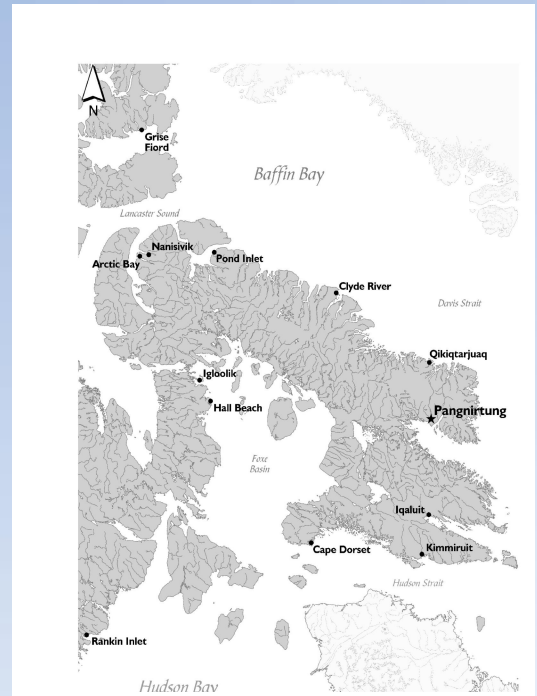 N
Grise
Fiord
Baffin Bay
Lancaster Sound
Nanisivik
Arctic Bay
Pond Inlet
Clyde River
Davis Strait
Qikiqtarjuaq
Igloolik
Hall Beach
Pangnirtung
Foxe
Basin
Iqaluit
Cape Dorset
Kimmiruit
Hudson Strait
Rankin Inlet
Hudson Bay